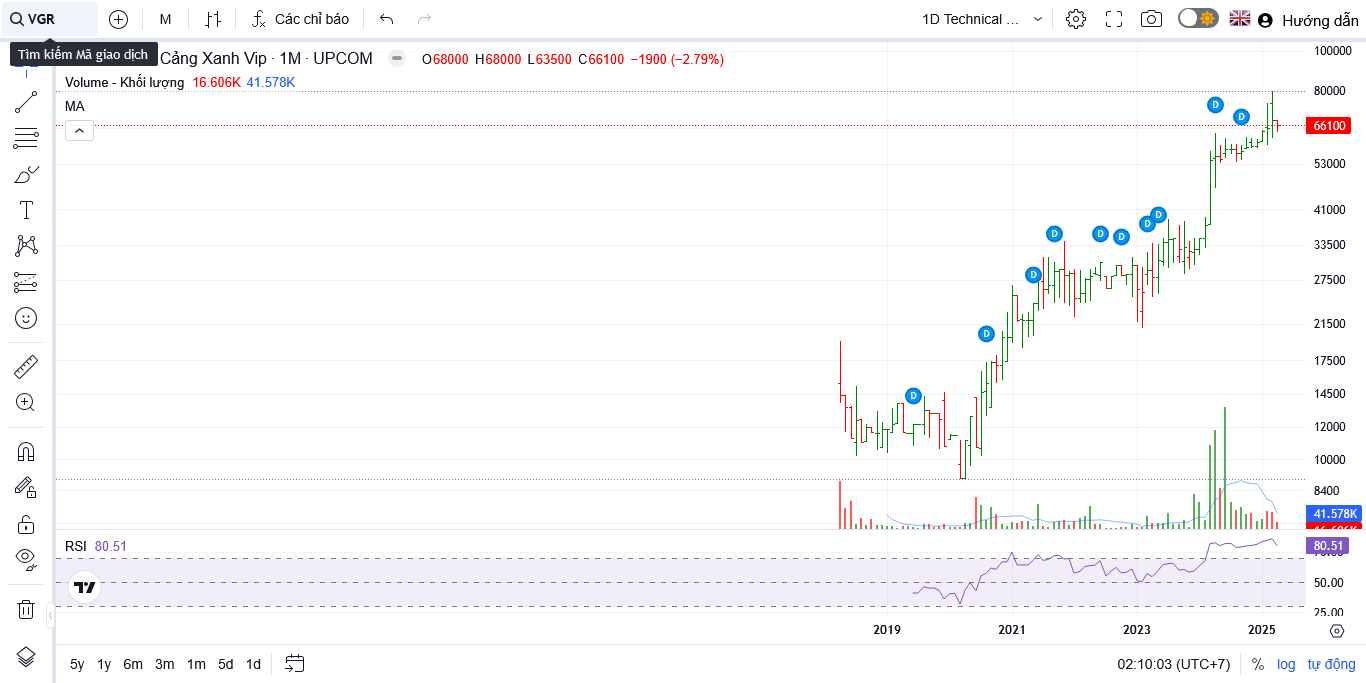 VGR
M
Các chỉ báo
1D Technical ...
Hướng dẫn
Tìm kiếm Mã giao dịch
Cảng Xanh Vip · 1M · UPCOM
O68000 H68000 L63500 C66100 −1900 (−2.79%)
Volume - Khối lượng 16.606K 41.578K
MA
100000
80000
66100
53000
41000
33500
27500
21500
17500
14500
12000
10000
8400
41.578K
D
D
D
D
D
D
D
D
D
D
RSI 80.51
80.51
50.00
25.00
2019
2021
2023
2025
5y 1y 6m 3m 1m 5d 1d
02:10:03 (UTC+7)
% log tự động